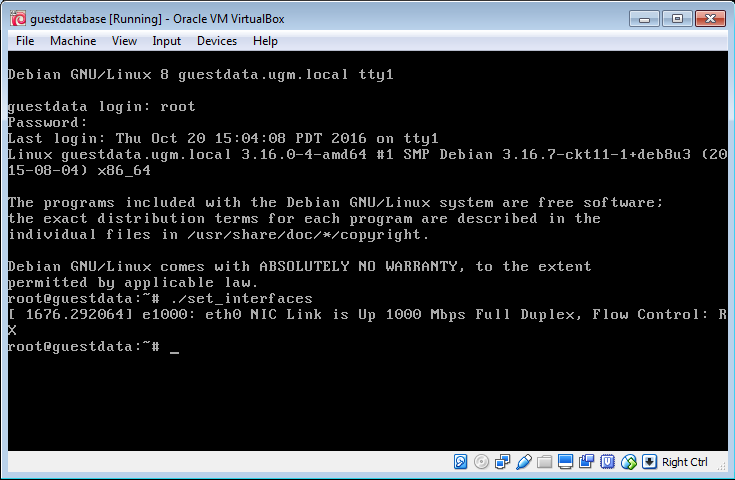 guestdatabase [Running] - Oracle VM VirtualBox
File Machine View Input Devices Help
Debian GNU/Linux 8 guestdata.ugm.local tty1
guestdata login: root
Password:
Last login: Thu Oct 20 15:04:08 PDT 2016 on tty1
Linux guestdata.ugm.local 3.16.0-4-amd64 #1 SMP Debian 3.16.7-ckt11-1+deb8u3 (20
15-08-04) x86_64
The programs included with the Debian GNU/Linux system are free software;
the exact distribution terms for each program are described in the
individual files in /usr/share/doc/*/copyright.
Debian GNU/Linux comes with ABSOLUTELY NO WARRANTY, to the extent
permitted by applicable law.
root@guestdata:~# ./set_interfaces
[ 1676.292064] e1000: eth0 NIC Link is Up 1000 Mbps Full Duplex, Flow Control: R
X
root@guestdata:~# _
Right Ctrl